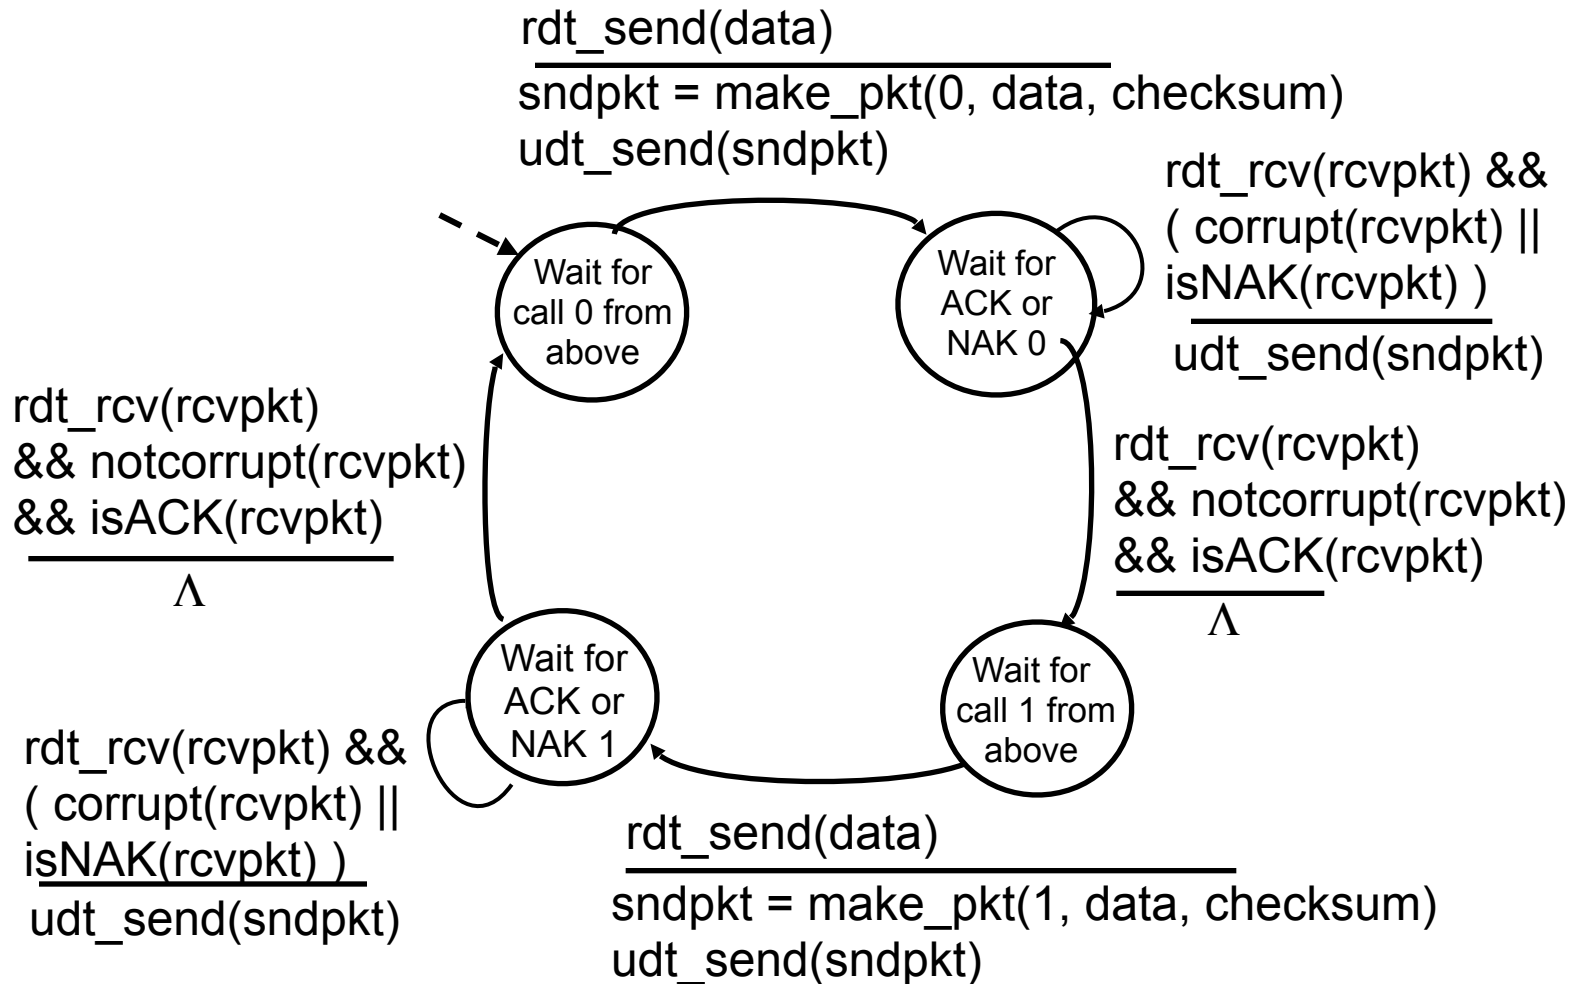 rdt_send(data)
sndpkt = make_pkt(0, data, checksum)
udt_send(sndpkt)
rdt_rcv(rcvpkt) &&
( corrupt(rcvpkt) ||
isNAK(rcvpkt) )
udt_send(sndpkt)
Wait for
call 0 from
above
Wait for
ACK or
NAK 0
rdt_rcv(rcvpkt)
&& notcorrupt(rcvpkt)
&& isACK(rcvpkt)
Λ
rdt_rcv(rcvpkt)
&& notcorrupt(rcvpkt)
&& isACK(rcvpkt)
Λ
Wait for
ACK or
NAK 1
Wait for
call 1 from
above
rdt_rcv(rcvpkt) &&
( corrupt(rcvpkt) ||
isNAK(rcvpkt) )
udt_send(sndpkt)
rdt_send(data)
sndpkt = make_pkt(1, data, checksum)
udt_send(sndpkt)